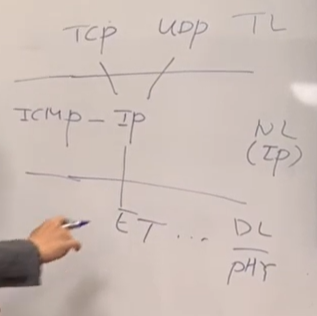 TCP UDP TL
ICMP - IP
NL
(IP)
ET... DL
PHY